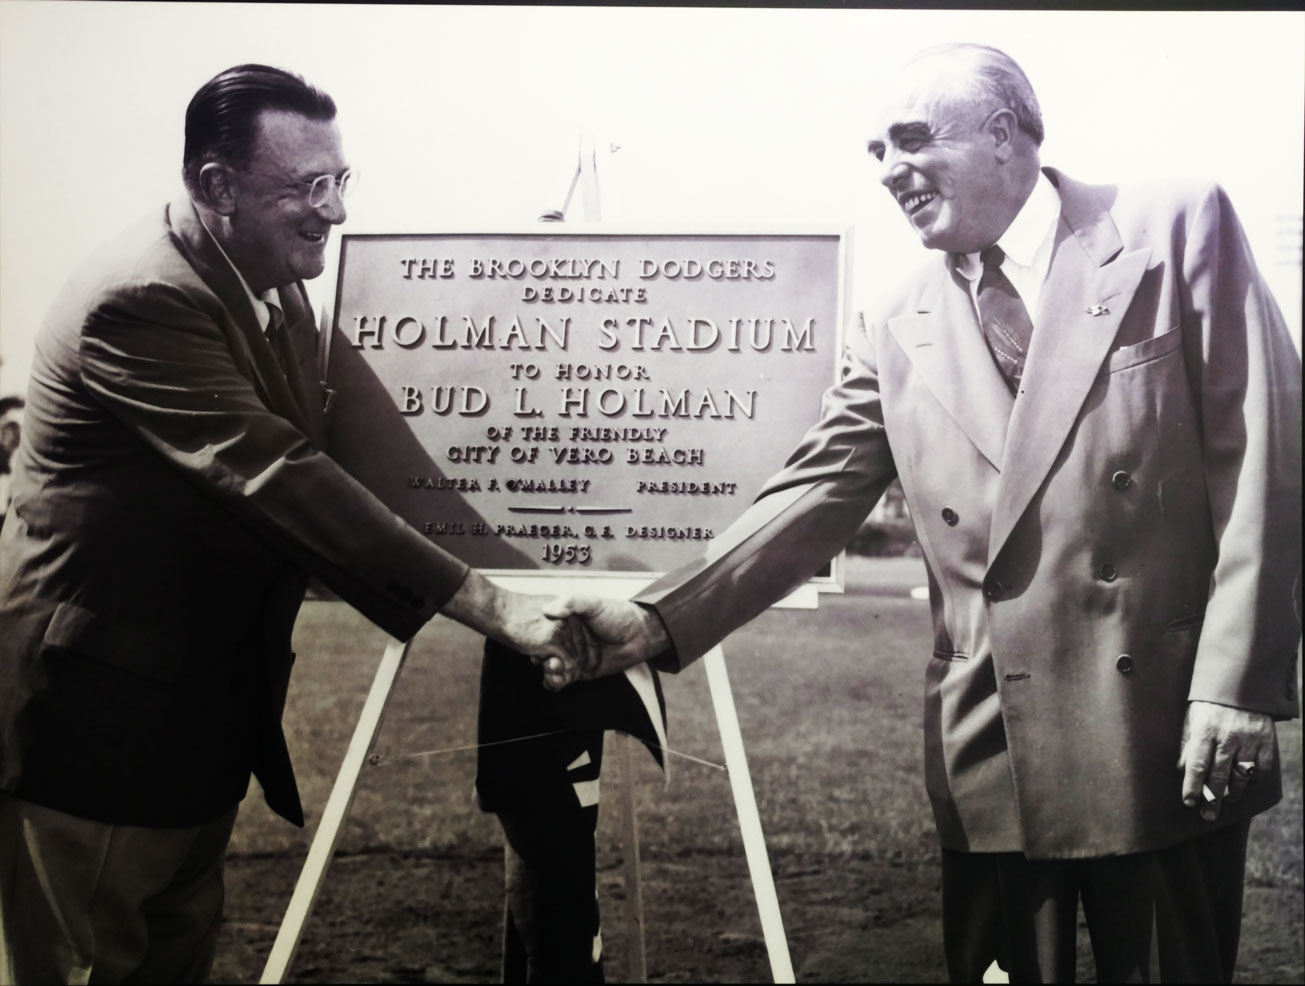 THE BROOKLYN DODGERS
DEDICATE
HOLMAN STADIUM
TO HONOR
BUD L. HOLMAN
OF THE FRIENDLY
CITY OF VERO BEACH
WALTER F. O'MALLEY PRESIDENT
EMIL H. PRAEGER, C. E. DESIGNER
1953